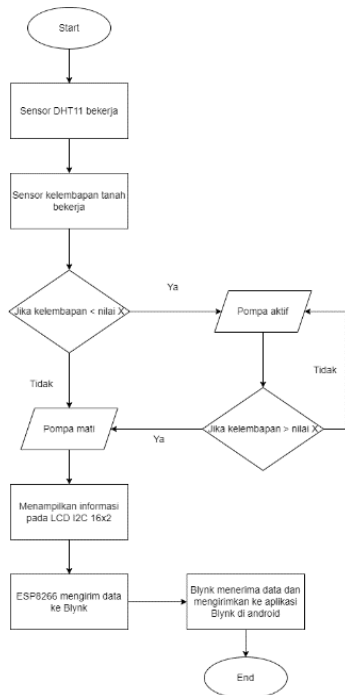 Start
Sensor DHT11 bekerja
Sensor kelembapan tanah
bekerja
Jika kelembapan < nilai X
Ya
Pompa aktif
Tidak
Tidak
Pompa mati
Ya
Jika kelembapan > nilai X
Menampilkan informasi
pada LCD I2C 16x2
ESP8266 mengirim data
ke Blynk
Blynk menerima data dan
mengirimkan ke aplikasi
Blynk di android
End